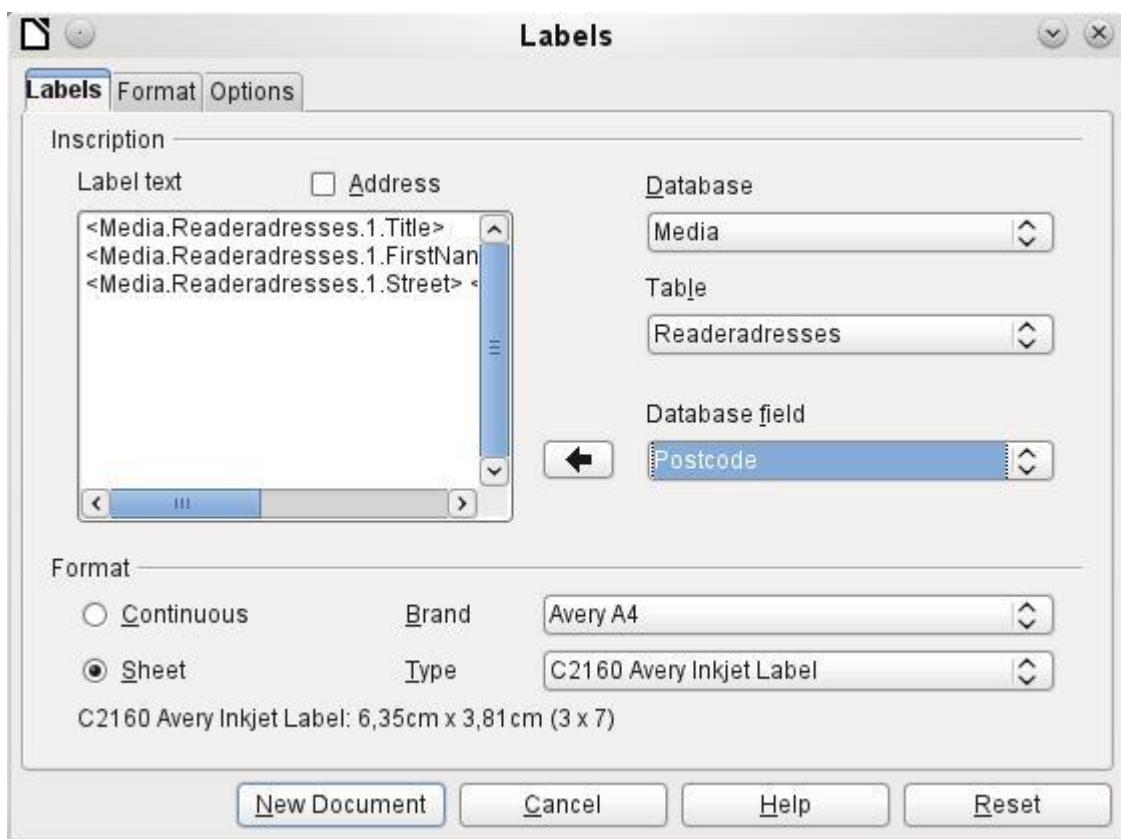 Labels
Labels Format Options
Inscription
Label text Address Database
<Media.Readeradresses.1.Title> Media
<Media.Readeradresses.1.FirstNan
<Media.Readeradresses.1.Street> < Table
Readeradresses
Database field
Postcode
Format
Continuous Brand Avery A4
Sheet Type C2160 Avery Inkjet Label
C2160 Avery Inkjet Label: 6,35cm x 3,81cm (3 x 7)
New Document Cancel Help Reset